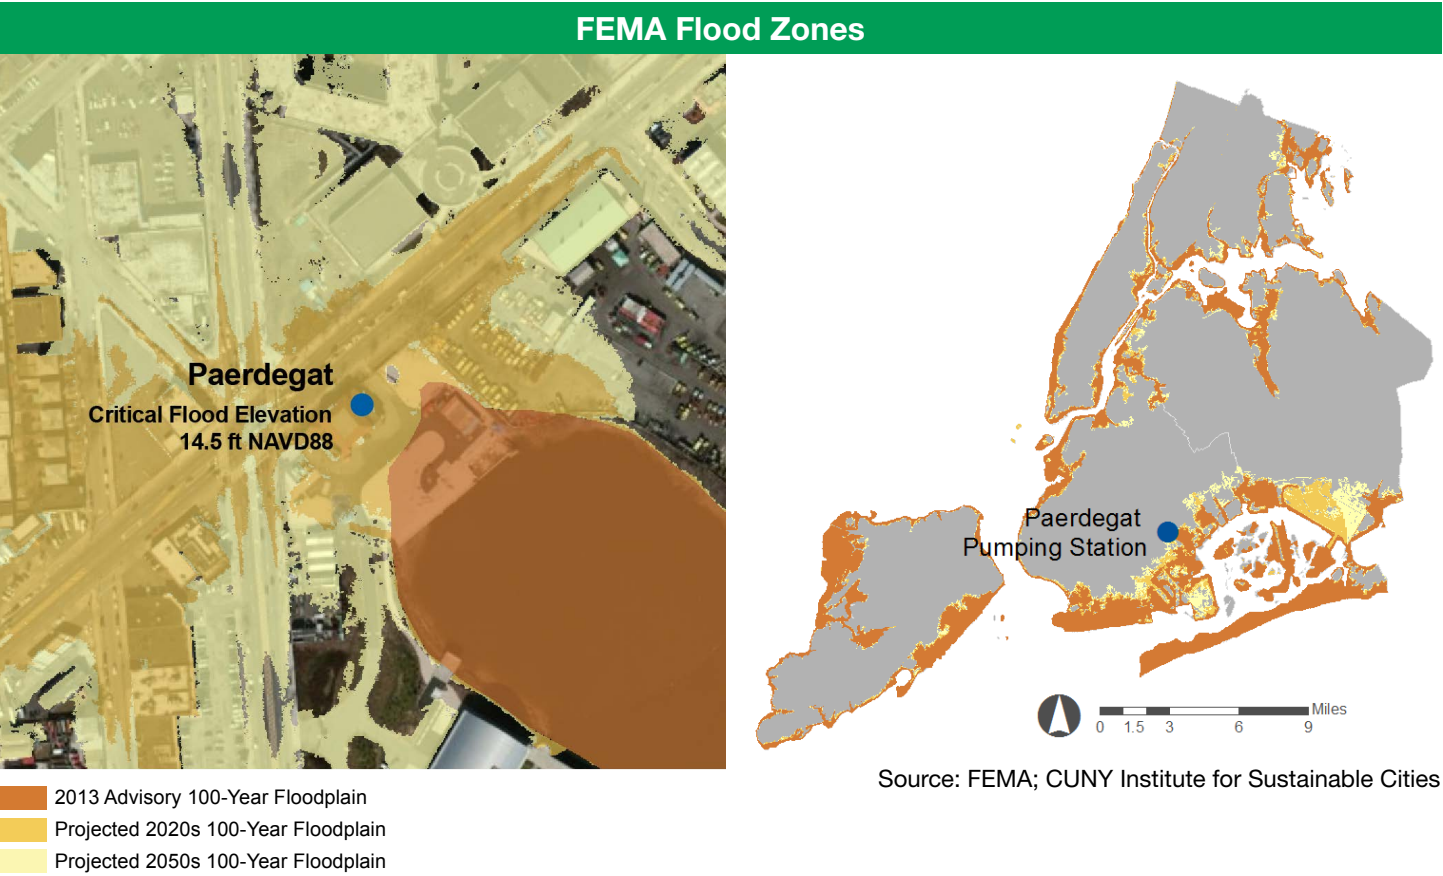 FEMA Flood Zones
Paerdegat
Critical Flood Elevation
14.5 ft NAVD88
Paerdegat
Pumping Station
Miles
0 1.5 3 6 9
Source: FEMA; CUNY Institute for Sustainable Cities
2013 Advisory 100-Year Floodplain
Projected 2020s 100-Year Floodplain
Projected 2050s 100-Year Floodplain